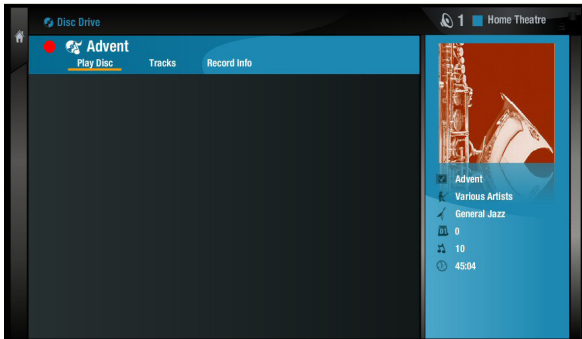 Disc Drive
1 Home Theatre
Advent
Play Disc Tracks Record Info
Advent
Various Artists
General Jazz
0
10
45:04